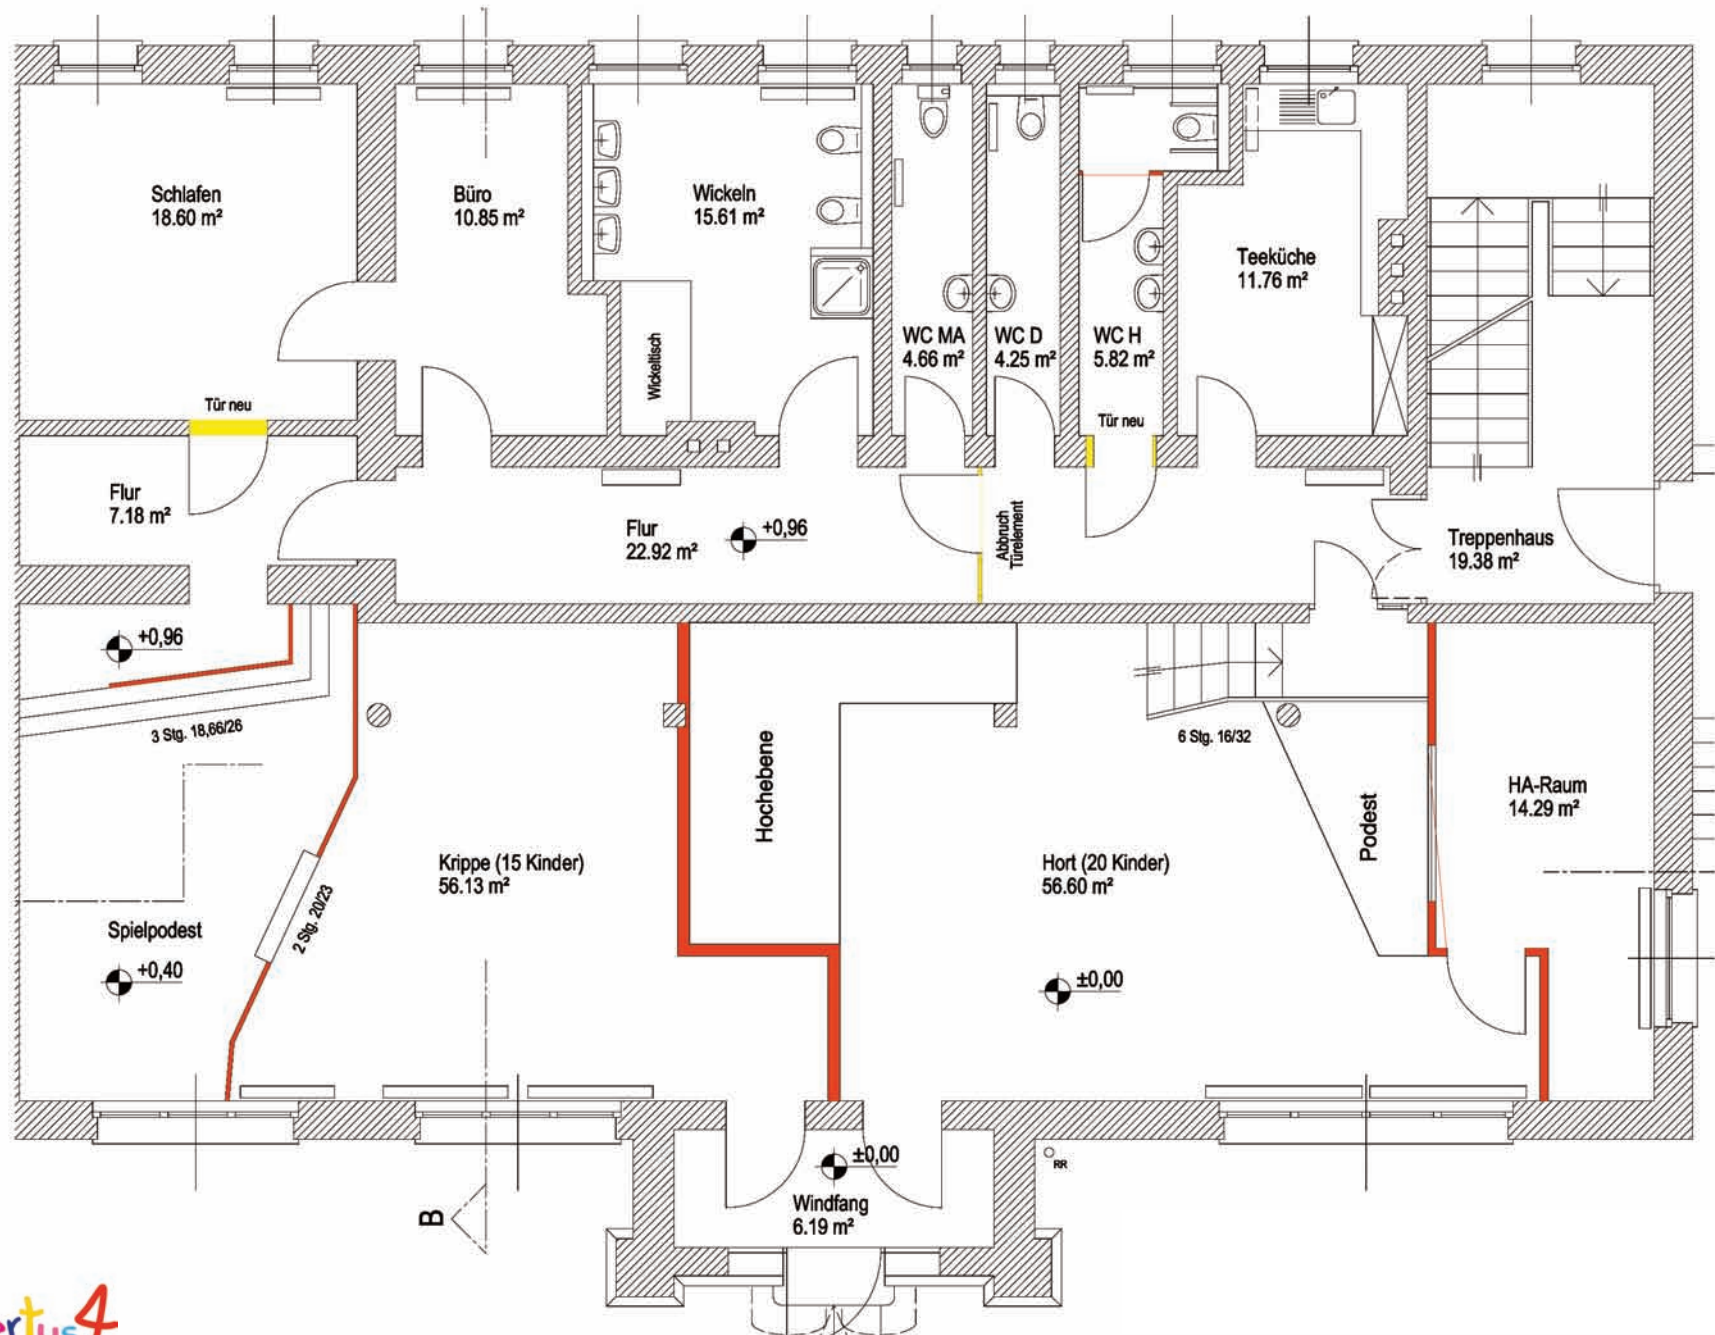 Schlafen
18.60 m²
Büro
10.85 m²
Wickeln
15.61 m²
Wickeltisch
WC MA
4.66 m²
WC D
4.25 m²
WC H
5.82 m²
Teeküche
11.76 m²
Tür neu
Tür neu
Flur
7.18 m²
Flur
22.92 m²
+0,96
Abbruch
Türelement
Treppenhaus
19.38 m²
+0,96
3 Stg. 18,66/26
Hochebene
6 Stg. 16/32
Podest
HA-Raum
14.29 m²
Krippe (15 Kinder)
56.13 m²
Hort (20 Kinder)
56.60 m²
2 Stg. 20/23
Spielpodest
+0,40
±0,00
±0,00
RR
Windfang
6.19 m²
B
ertus4